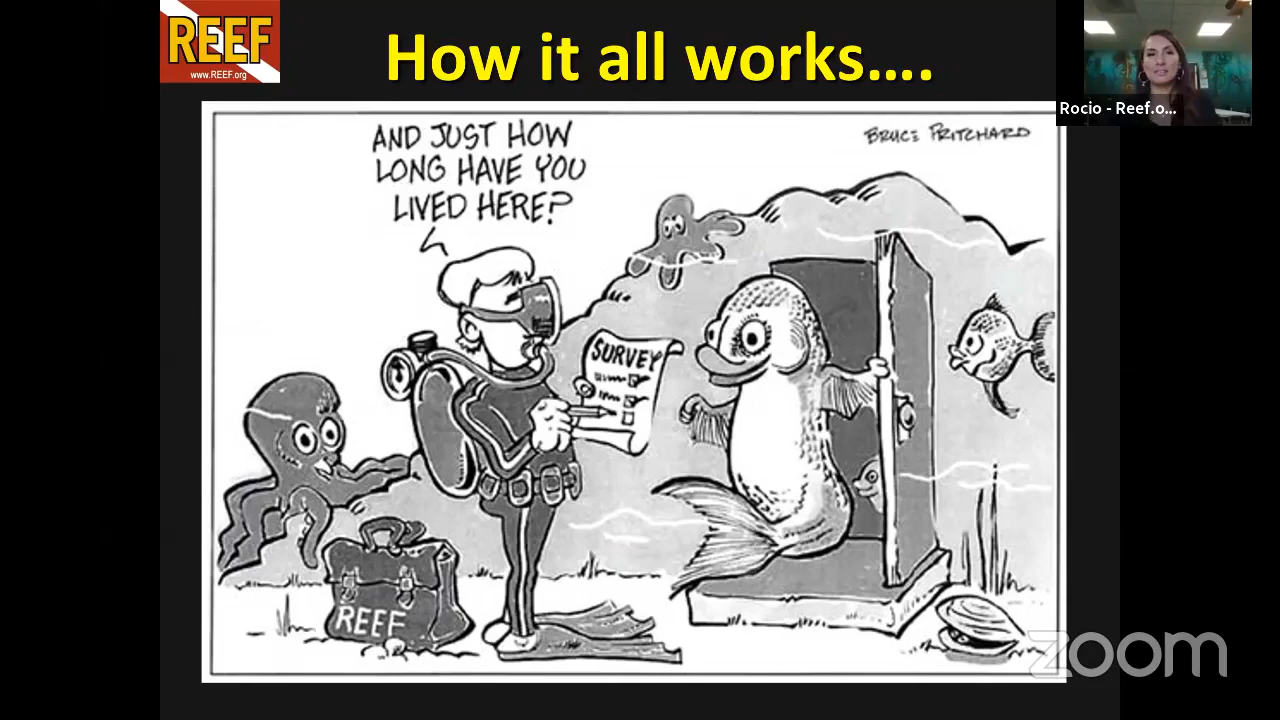 REEF
www.REEF.org
How it all works....
Rocio - Reef.o...
AND JUST HOW
LONG HAVE YOU
LIVED HERE?
BRUCE PRITCHARD
SURVEY
REEF
zoom